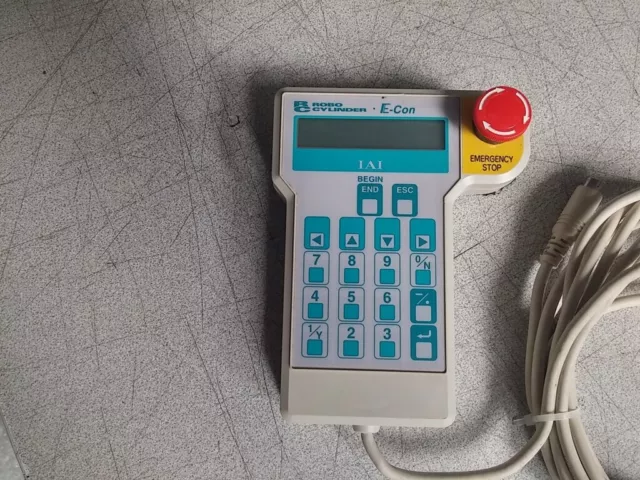 RC ROBO CYLINDER E-Con
IAI
EMERGENCY
STOP
BEGIN
END ESC
7 8 9 0/N
4 5 6 -/.
1/Y 2 3